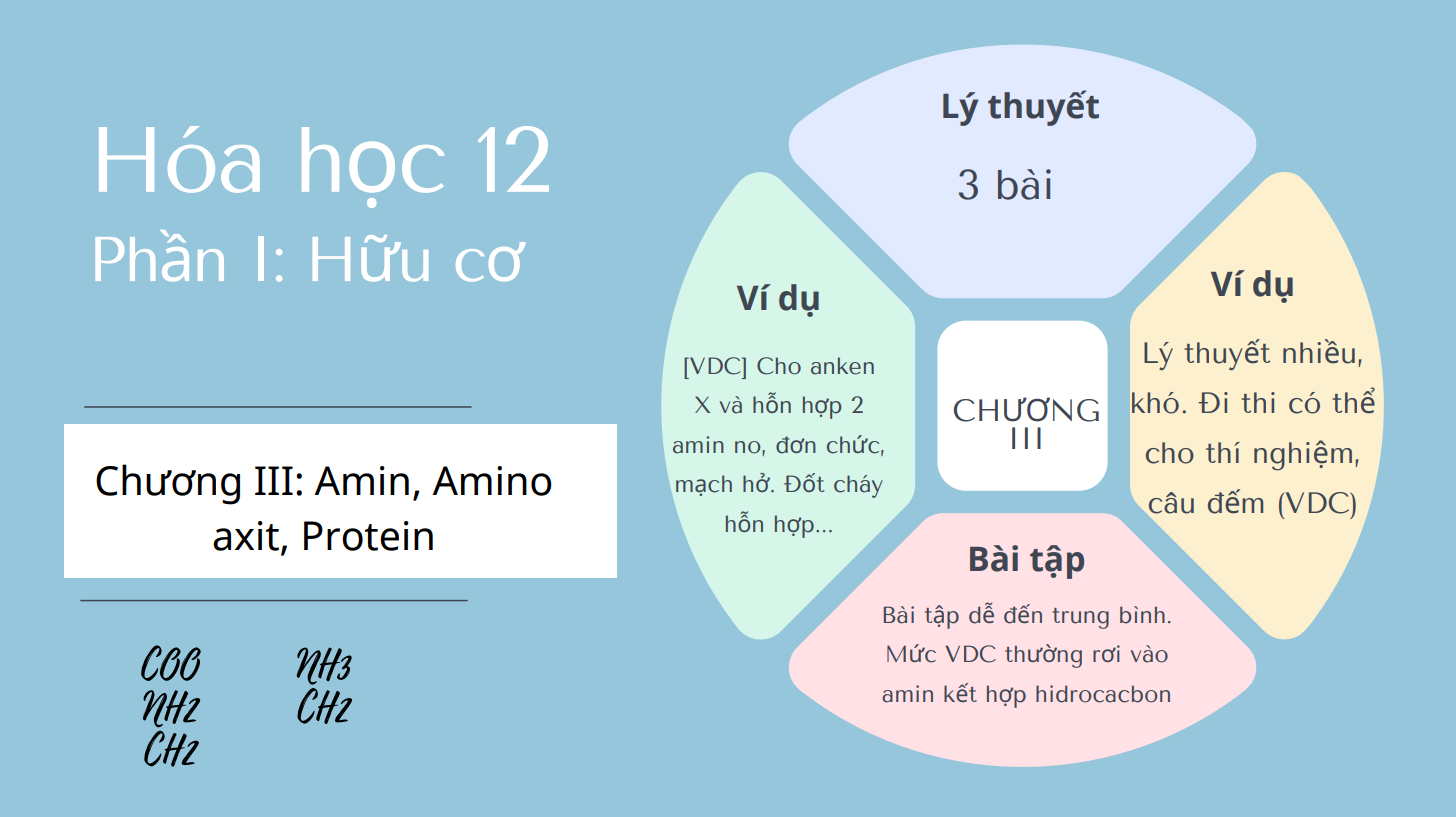 Hóa học 12
Phần I: Hữu cơ
Chương III: Amin, Amino
axit, Protein
COO
NH2
CH2
NH3
CH2
Lý thuyết
3 bài
Ví dụ
[VDC] Cho anken
X và hỗn hợp 2
amin no, đơn chức,
mạch hở. Đốt cháy
hỗn hợp...
CHƯƠNG
III
Ví dụ
Lý thuyết nhiều,
khó. Đi thi có thể
cho thí nghiệm,
câu đếm (VDC)
Bài tập
Bài tập dễ đến trung bình.
Mức VDC thường rơi vào
amin kết hợp hidrocacbon